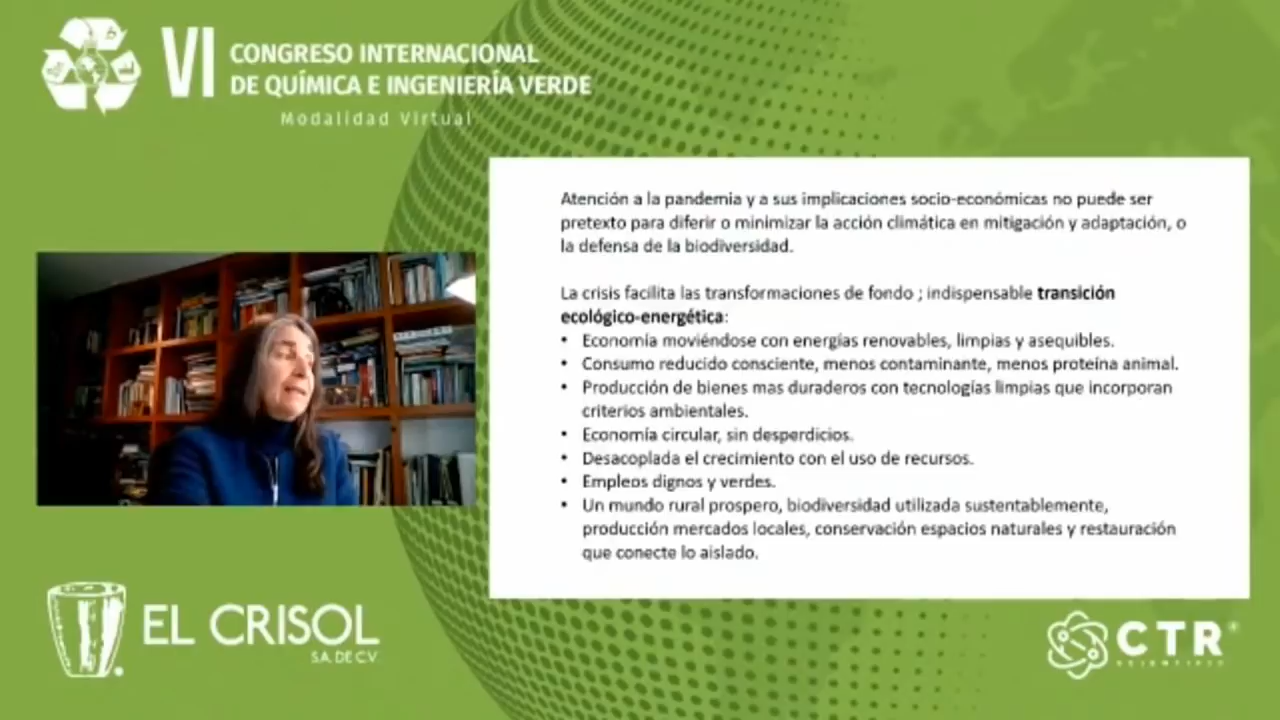 VI CONGRESO INTERNACIONAL
DE QUÍMICA E INGENIERÍA VERDE
Modalidad Virtual
Atención a la pandemia y a sus implicaciones socio-económicas no puede ser
pretexto para diferir o minimizar la acción climática en mitigación y adaptación, o
la defensa de la biodiversidad.
La crisis facilita las transformaciones de fondo ; indispensable transición
ecológico-energética:
• Economía moviéndose con energías renovables, limpias y asequibles.
• Consumo reducido consciente, menos contaminante, menos proteína animal.
• Producción de bienes mas duraderos con tecnologías limpias que incorporan
criterios ambientales.
• Economía circular, sin desperdicios.
• Desacoplada el crecimiento con el uso de recursos.
• Empleos dignos y verdes.
• Un mundo rural prospero, biodiversidad utilizada sustentablemente,
producción mercados locales, conservación espacios naturales y restauración
que conecte lo aislado.
EL CRISOL
S.A. DE C.V.
CTR
SCIENTIFIC